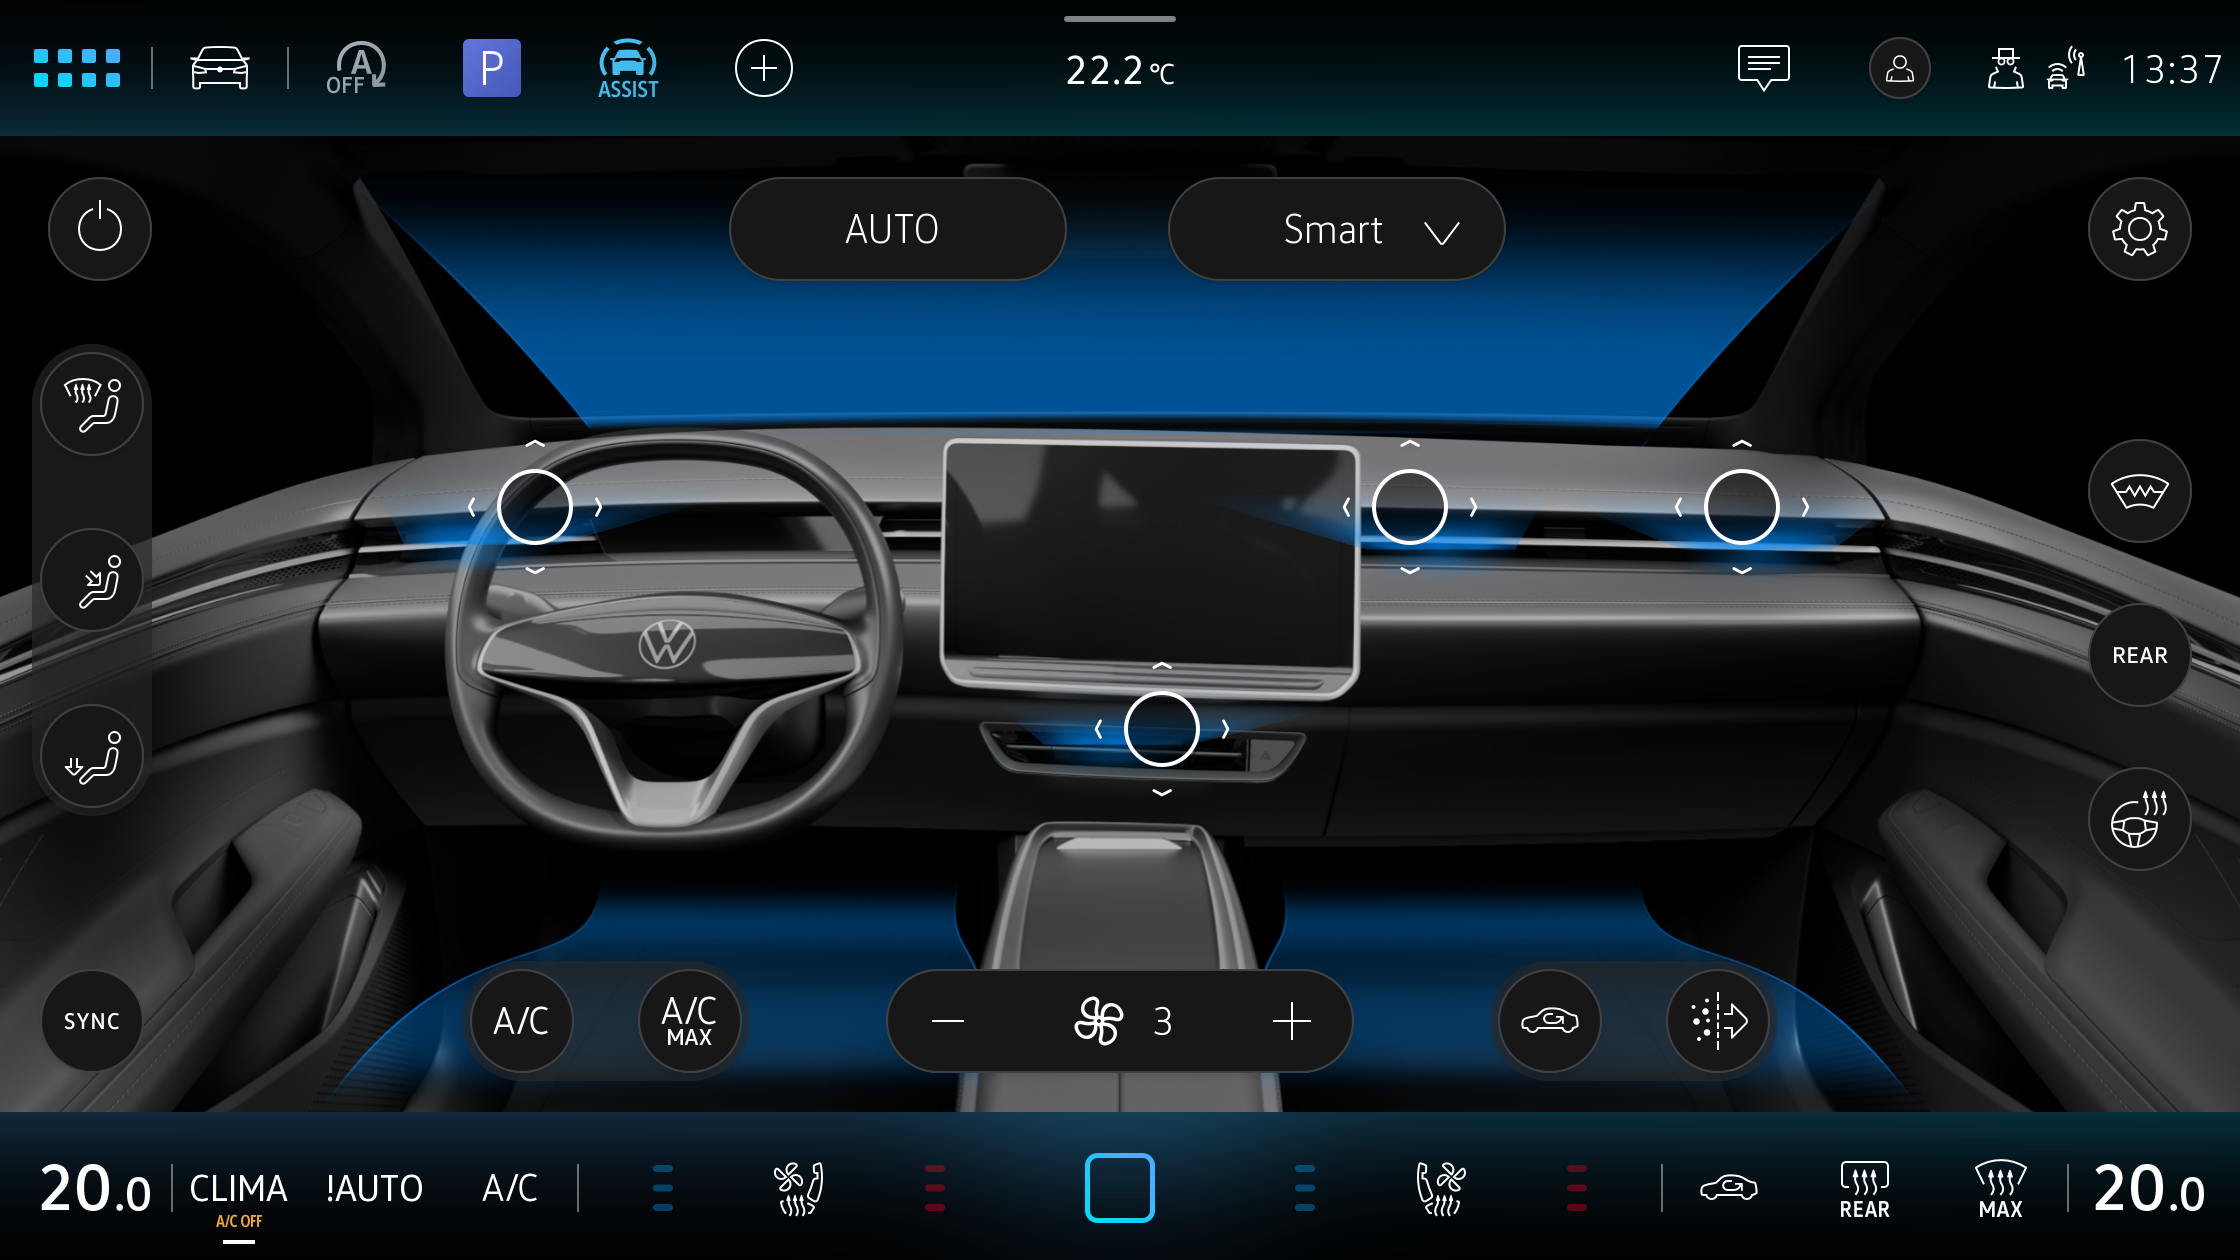 A
OFF
P
ASSIST
22.2 °C
13:37
AUTO
Smart
REAR
SYNC
A/C
A/C
MAX
3
20.0
CLIMA
A/C OFF
!AUTO
A/C
REAR
MAX
20.0